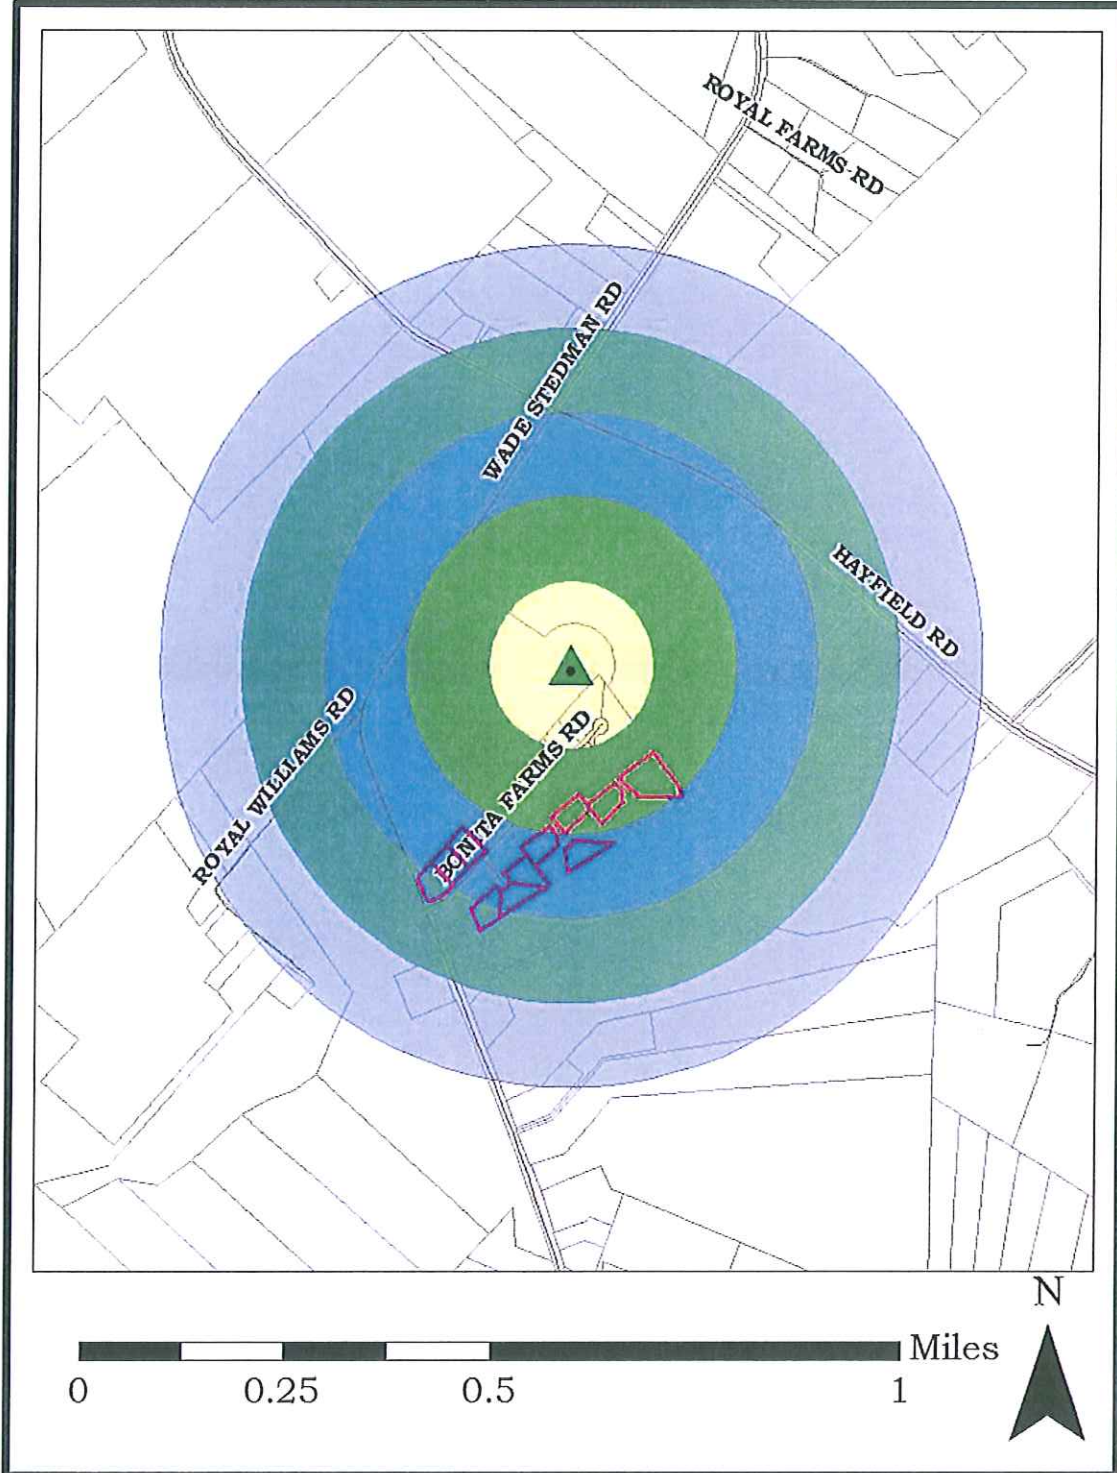 ROYAL FARMS RD
WADE STEDMAN RD
HAYFIELD RD
ROYAL WILLIAMS RD
BONITA FARMS RD
N
Miles
0 0.25 0.5 1